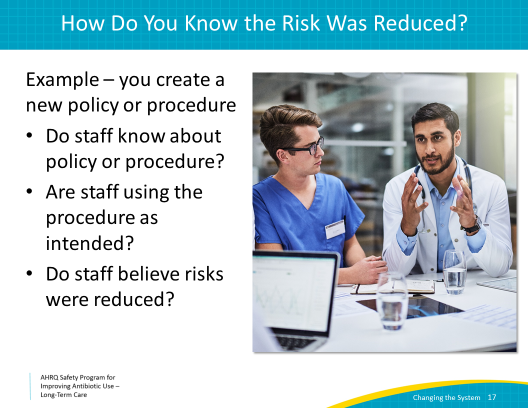 How Do You Know the Risk Was Reduced?
Example – you create a
new policy or procedure
• Do staff know about
policy or procedure?
• Are staff using the
procedure as
intended?
• Do staff believe risks
were reduced?
AHRQ Safety Program for
Improving Antibiotic Use –
Long-Term Care
Changing the System 17